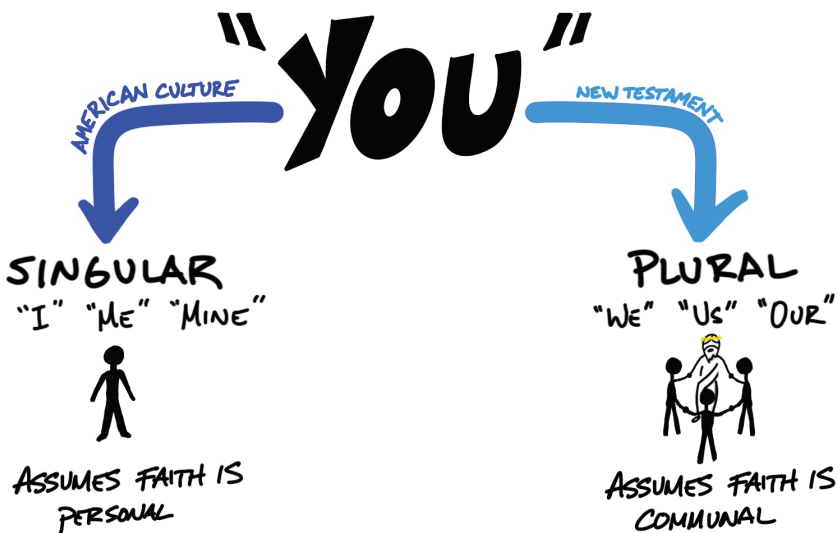 "YOU"
AMERICAN CULTURE
NEW TESTAMENT
SINGULAR
"I" "ME" "MINE"
ASSUMES FAITH IS
PERSONAL
PLURAL
"WE" "US" "OUR"
ASSUMES FAITH IS
COMMUNAL